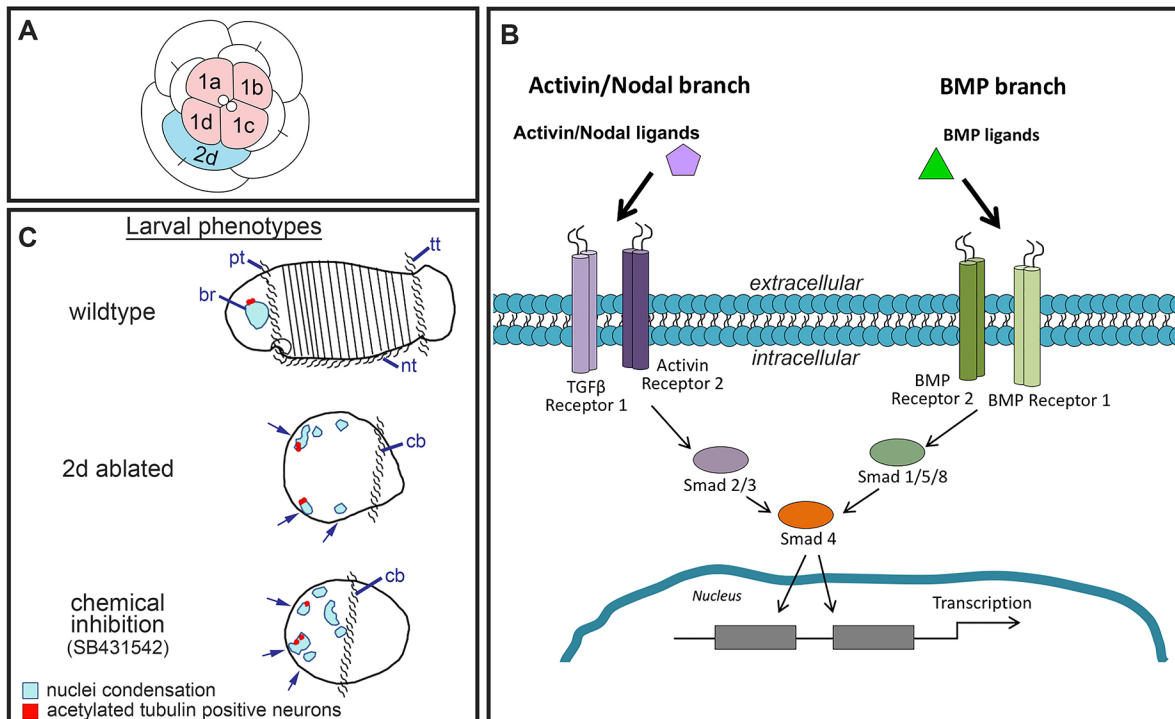 A
1a
1b
1d
1c
2d
B
Activin/Nodal branch
BMP branch
Activin/Nodal ligands
BMP ligands
extracellular
intracellular
TGFβ
Receptor 1
Activin
Receptor 2
BMP
Receptor 2
BMP Receptor 1
Smad 2/3
Smad 1/5/8
Smad 4
Nucleus
Transcription
C
Larval phenotypes
wildtype
pt
tt
br
nt
2d ablated
cb
chemical
inhibition
(SB431542)
cb
nuclei condensation
acetylated tubulin positive neurons